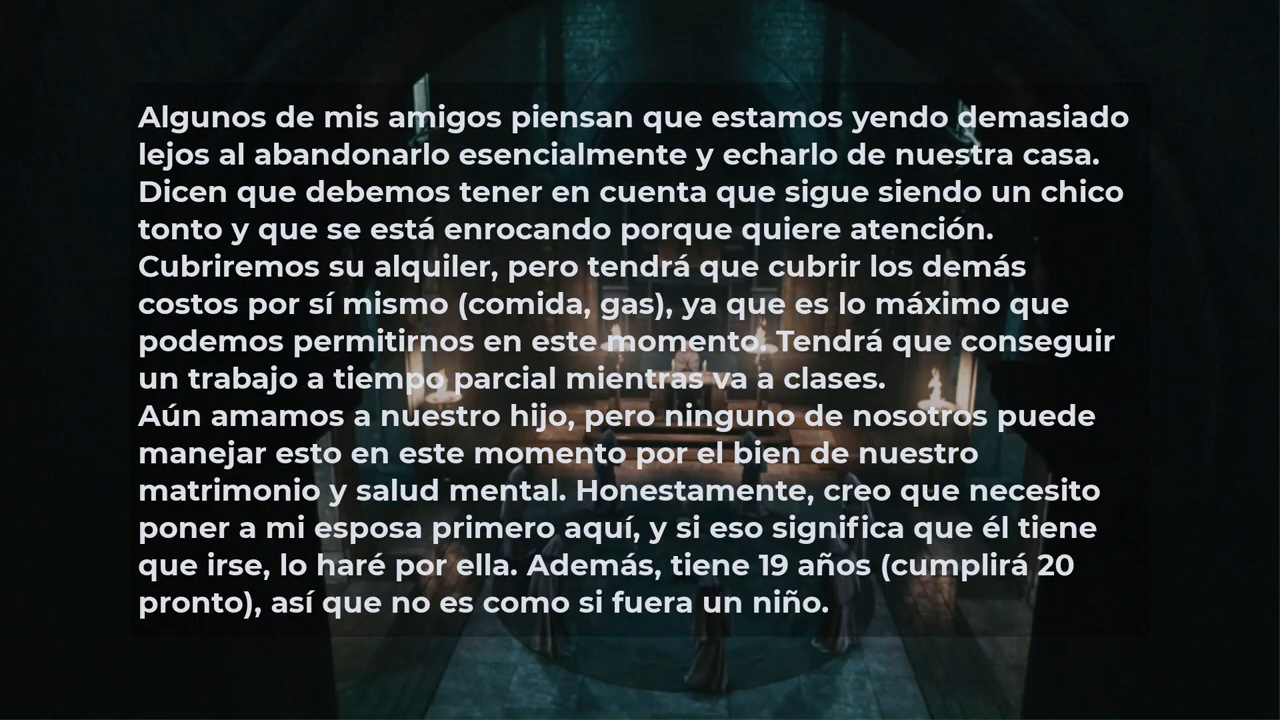 Algunos de mis amigos piensan que estamos yendo demasiado
lejos al abandonarlo esencialmente y echarlo de nuestra casa.
Dicen que debemos tener en cuenta que sigue siendo un chico
tonto y que se está enrocando porque quiere atención.
Cubriremos su alquiler, pero tendrá que cubrir los demás
costos por sí mismo (comida, gas), ya que es lo máximo que
podemos permitirnos en este momento. Tendrá que conseguir
un trabajo a tiempo parcial mientras va a clases.
Aún amamos a nuestro hijo, pero ninguno de nosotros puede
manejar esto en este momento por el bien de nuestro
matrimonio y salud mental. Honestamente, creo que necesito
poner a mi esposa primero aquí, y si eso significa que él tiene
que irse, lo haré por ella. Además, tiene 19 años (cumplirá 20
pronto), así que no es como si fuera un niño.